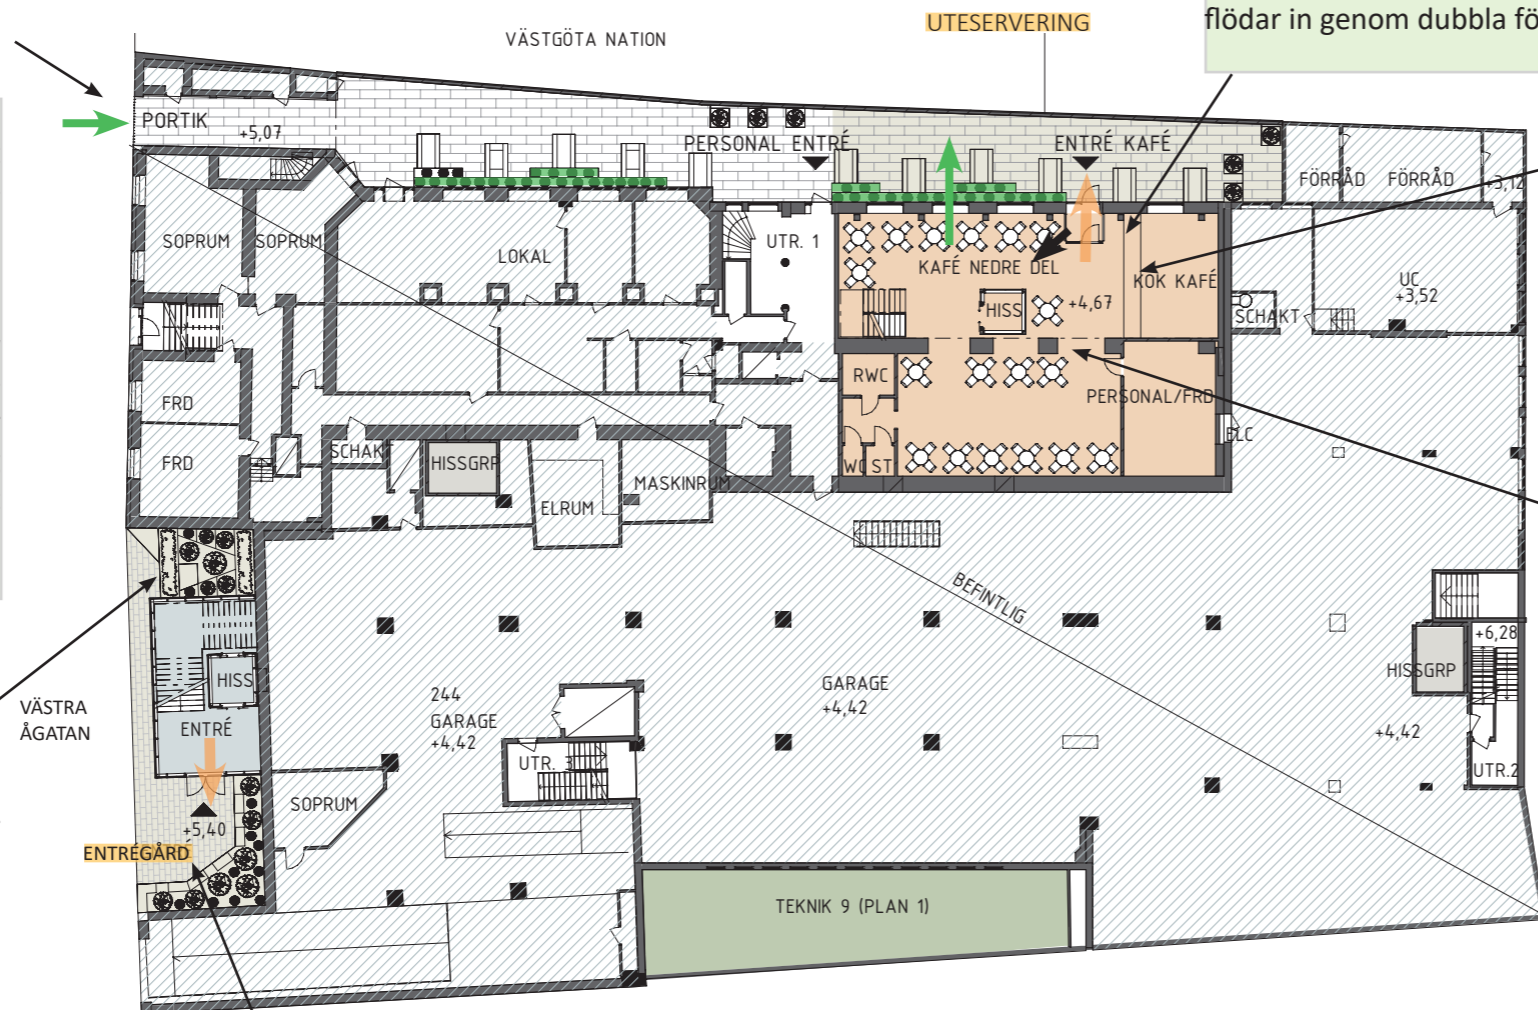 flödar in genom dubbla fö
UTESERVERING
VÄSTGÖTA NATION
PORTIK
+5,07
PERSONAL ENTRÉ
ENTRÉ KAFÉ
FÖRRÅD
FÖRRÅD
+3,12
SOPRUM
SOPRUM
LOKAL
UTR. 1
KAFÉ NEDRE DEL
KÖK KAFÉ
HISS
+4,67
SCHAKT
UC
+3,52
RWC
PERSONAL/FRD
FRD
FRD
SCHAK
HISSGRP
ELRUM
MASKINRUM
WC
ST
ELC
BEFINTLIG
HISS
ENTRÉ
+5,40
ENTRÉGÅRD
VÄSTRA
ÅGATAN
244
GARAGE
+4,42
GARAGE
+4,42
UTR. 3
SOPRUM
+6,28
HISSGRP
+4,42
UTR.2
TEKNIK 9 (PLAN 1)